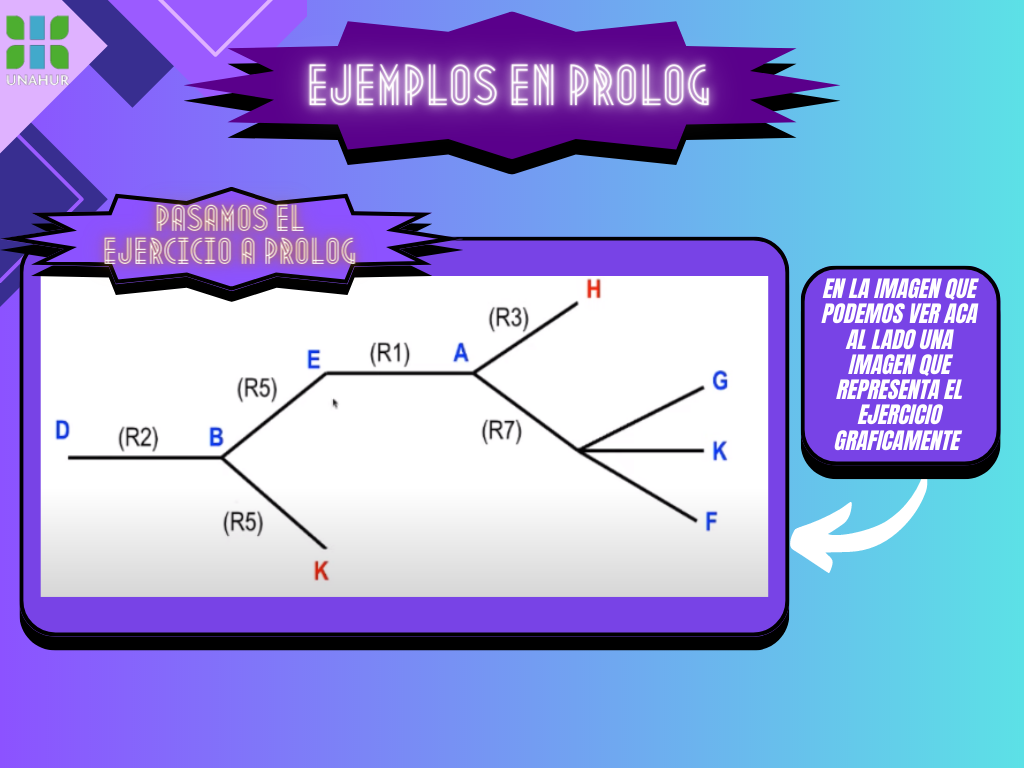 UNAHUR
EJEMPLOS EN PROLOG
PASAMOS EL
EJERCICIO A PROLOG
H
(R3)
E
(R1)
A
G
(R5)
D
(R2)
B
(R7)
K
(R5)
F
K
EN LA IMAGEN QUE
PODEMOS VER ACA
AL LADO UNA
IMAGEN QUE
REPRESENTA EL
EJERCICIO
GRAFICAMENTE